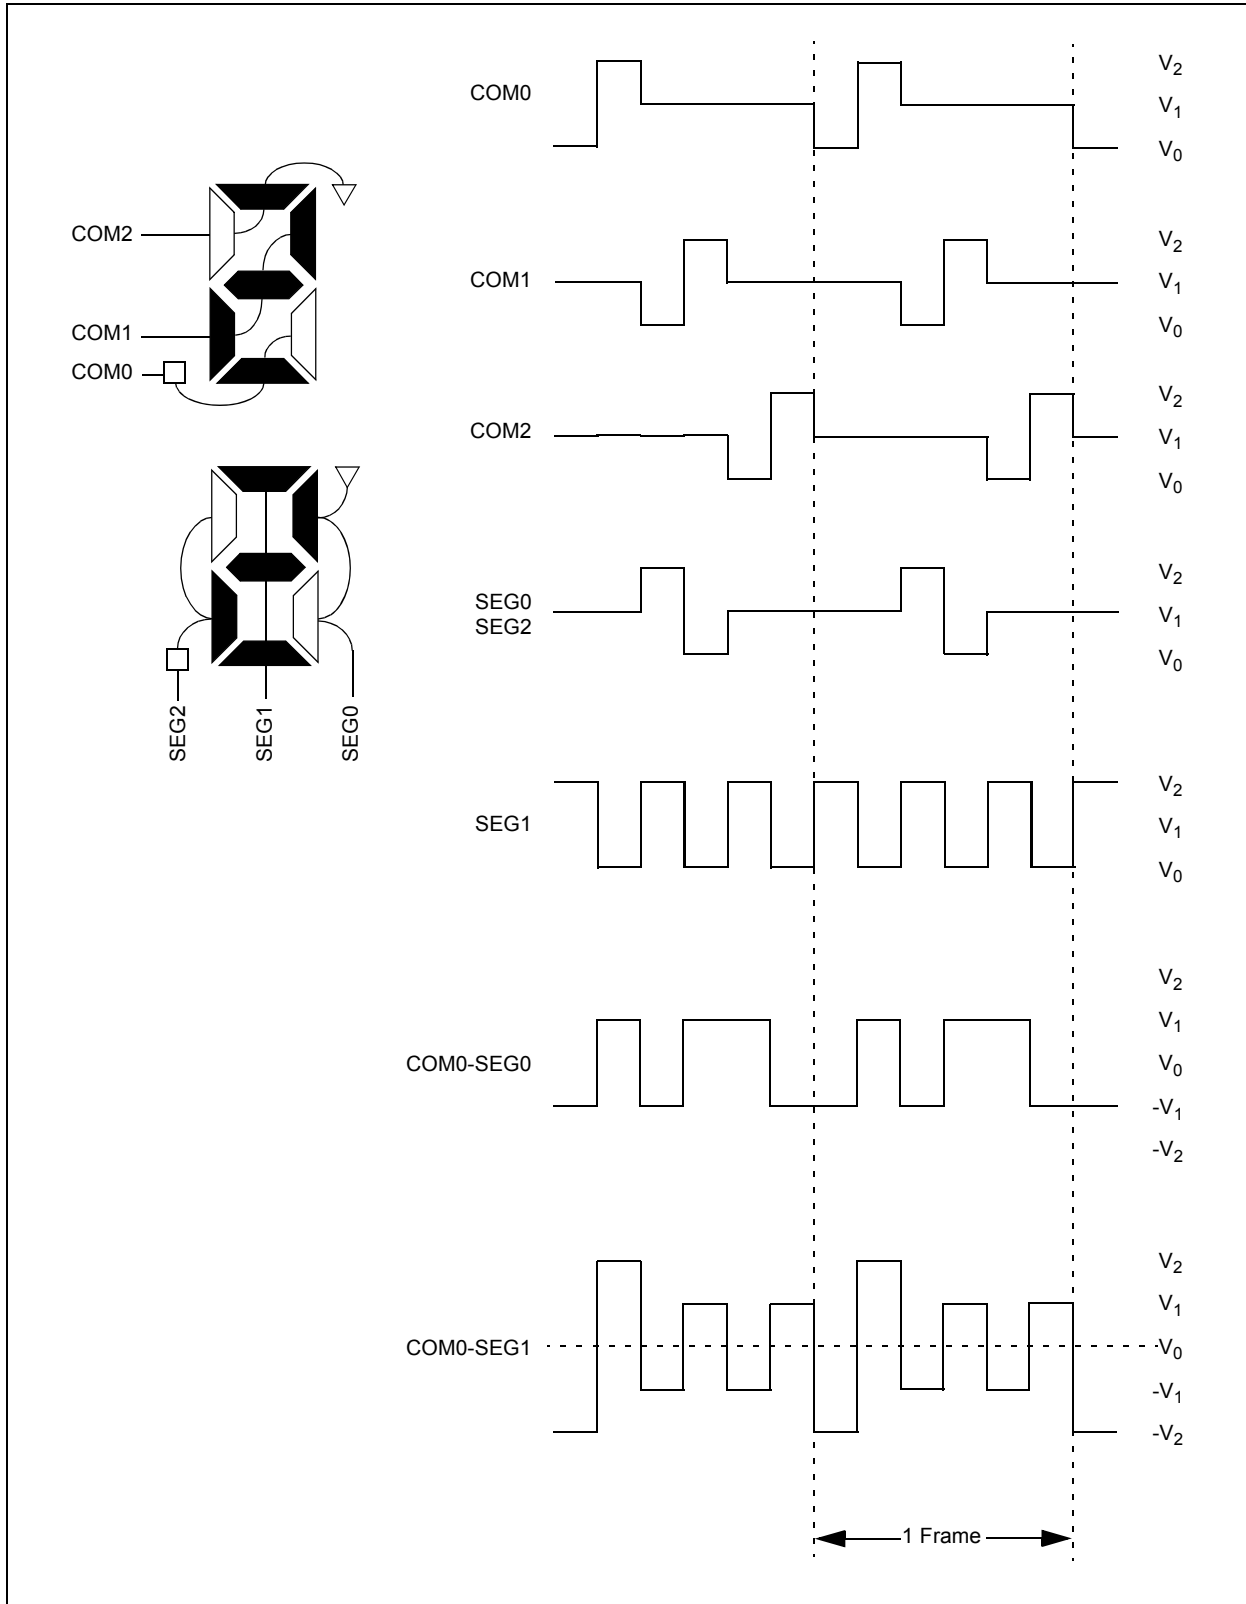 COM2
COM1
COM0
SEG2
SEG1
SEG0
COM0
V2
V1
V0
COM1
V2
V1
V0
COM2
V2
V1
V0
SEG0
SEG2
V2
V1
V0
SEG1
V2
V1
V0
COM0-SEG0
V2
V1
V0
-V1
-V2
COM0-SEG1
V2
V1
V0
-V1
-V2
1 Frame